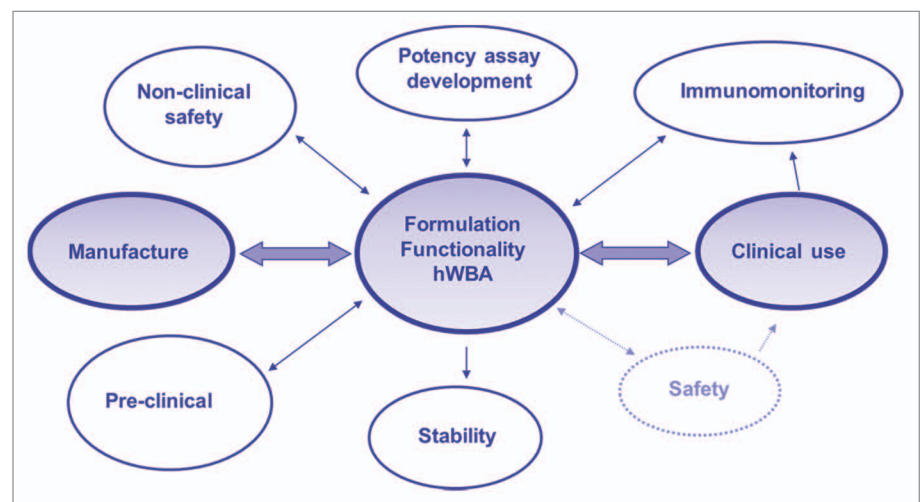 Potency assay
development
Non-clinical
safety
Immunomonitoring
Manufacture
Formulation
Functionality
hWBA
Clinical use
Pre-clinical
Stability
Safety